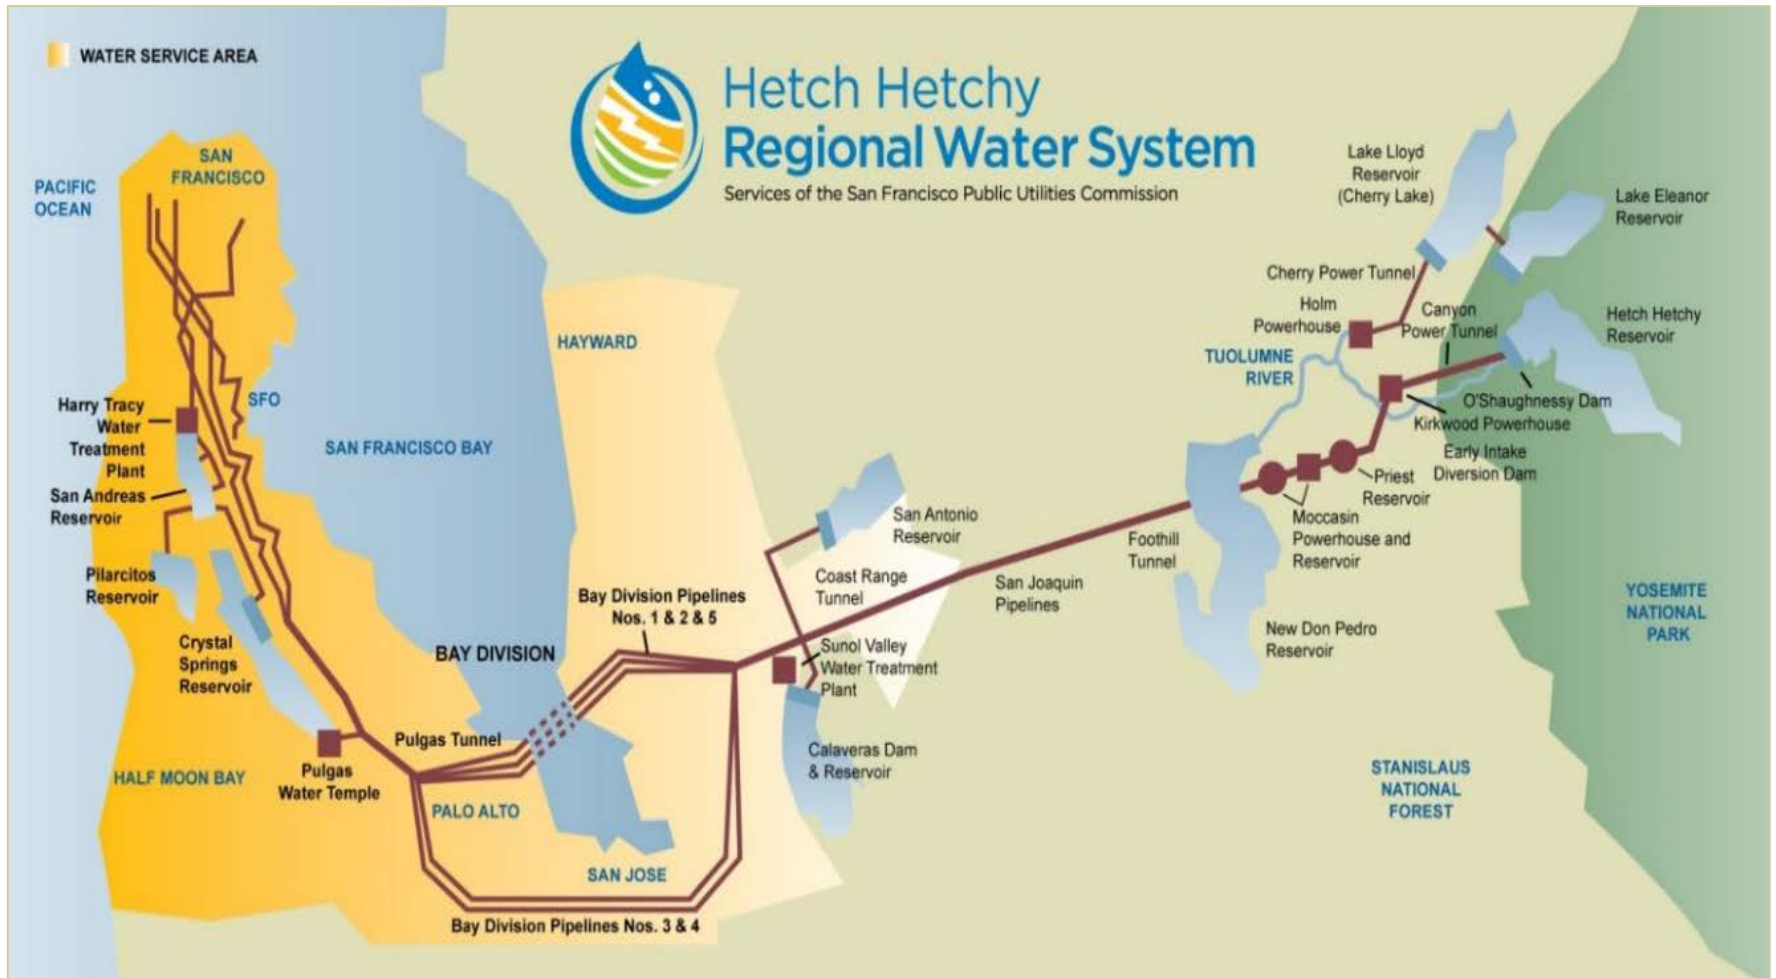 WATER SERVICE AREA
Hetch Hetchy
Regional Water System
Services of the San Francisco Public Utilities Commission
PACIFIC
OCEAN
SAN
FRANCISCO
Lake Lloyd
Reservoir
(Cherry Lake)
Lake Eleanor
Reservoir
Cherry Power Tunnel
Holm
Powerhouse
Canyon
Power Tunnel
Hetch Hetchy
Reservoir
HAYWARD
TUOLUMNE
RIVER
SFO
O'Shaughnessy Dam
Kirkwood Powerhouse
Early Intake
Diversion Dam
Harry Tracy
Water
Treatment
Plant
SAN FRANCISCO BAY
Priest
Reservoir
San Andreas
Reservoir
San Antonio
Reservoir
Moccasin
Powerhouse and
Reservoir
Foothill
Tunnel
Pilarcitos
Reservoir
Coast Range
Tunnel
San Joaquin
Pipelines
Bay Division Pipelines
Nos. 1 & 2 & 5
YOSEMITE
NATIONAL
PARK
New Don Pedro
Reservoir
Crystal
Springs
Reservoir
BAY DIVISION
Sunol Valley
Water Treatment
Plant
Pulgas Tunnel
Calaveras Dam
& Reservoir
HALF MOON BAY
Pulgas
Water Temple
PALO ALTO
STANISLAUS
NATIONAL
FOREST
SAN JOSE
Bay Division Pipelines Nos. 3 & 4